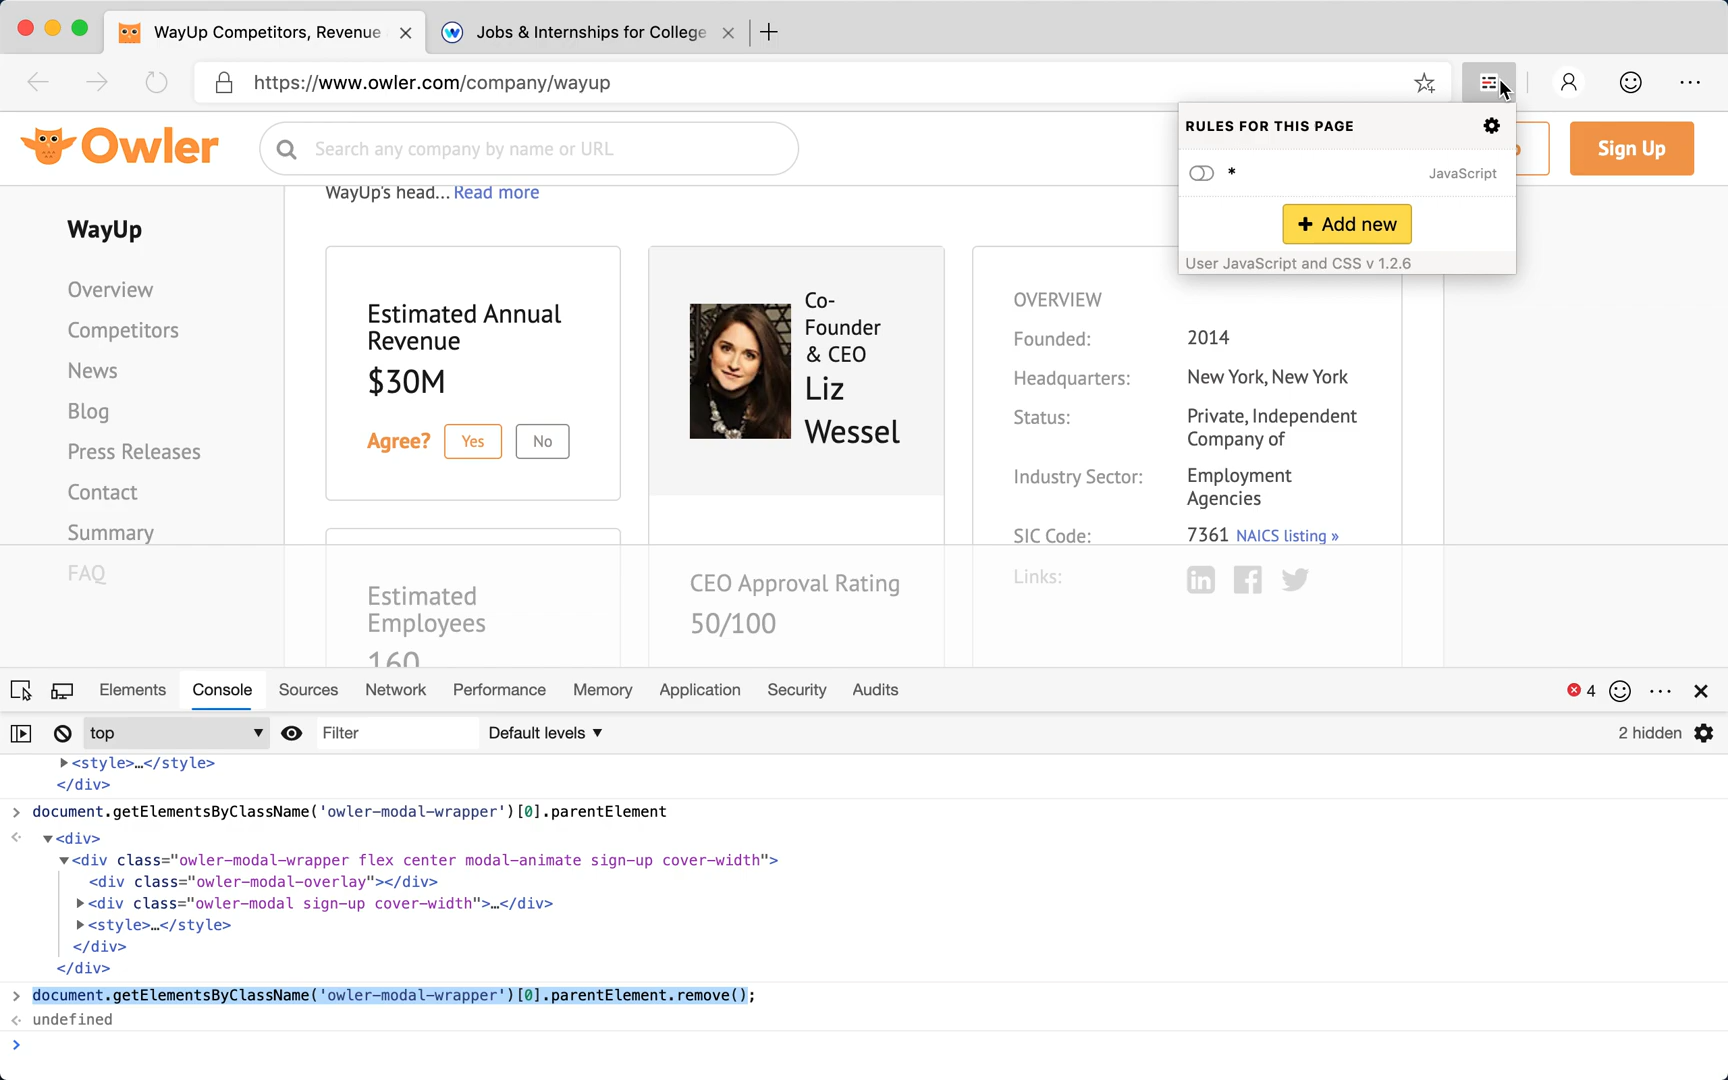 WayUp Competitors, Revenue
Jobs & Internships for College
https://www.owler.com/company/wayup
Owler
Search any company by name or URL
Sign Up
RULES FOR THIS PAGE
* JavaScript
+ Add new
User JavaScript and CSS v 1.2.6
WayUp's head... Read more
WayUp
Overview
Competitors
News
Blog
Press Releases
Contact
Summary
FAQ
Estimated Annual
Revenue
$30M
Agree? Yes No
Estimated
Employees
160
Co-
Founder
& CEO
Liz
Wessel
CEO Approval Rating
50/100
OVERVIEW
Founded: 2014
Headquarters: New York, New York
Status: Private, Independent
Company of
Industry Sector: Employment
Agencies
SIC Code: 7361 NAICS listing »
Links:
Elements Console Sources Network Performance Memory Application Security Audits 4
top Filter Default levels ▼ 2 hidden
<style>…</style>
</div>
document.getElementsByClassName('owler-modal-wrapper')[0].parentElement
<div>
<div class="owler-modal-wrapper flex center modal-animate sign-up cover-width">
<div class="owler-modal-overlay"></div>
<div class="owler-modal sign-up cover-width">…</div>
<style>…</style>
</div>
</div>
document.getElementsByClassName('owler-modal-wrapper')[0].parentElement.remove();
undefined